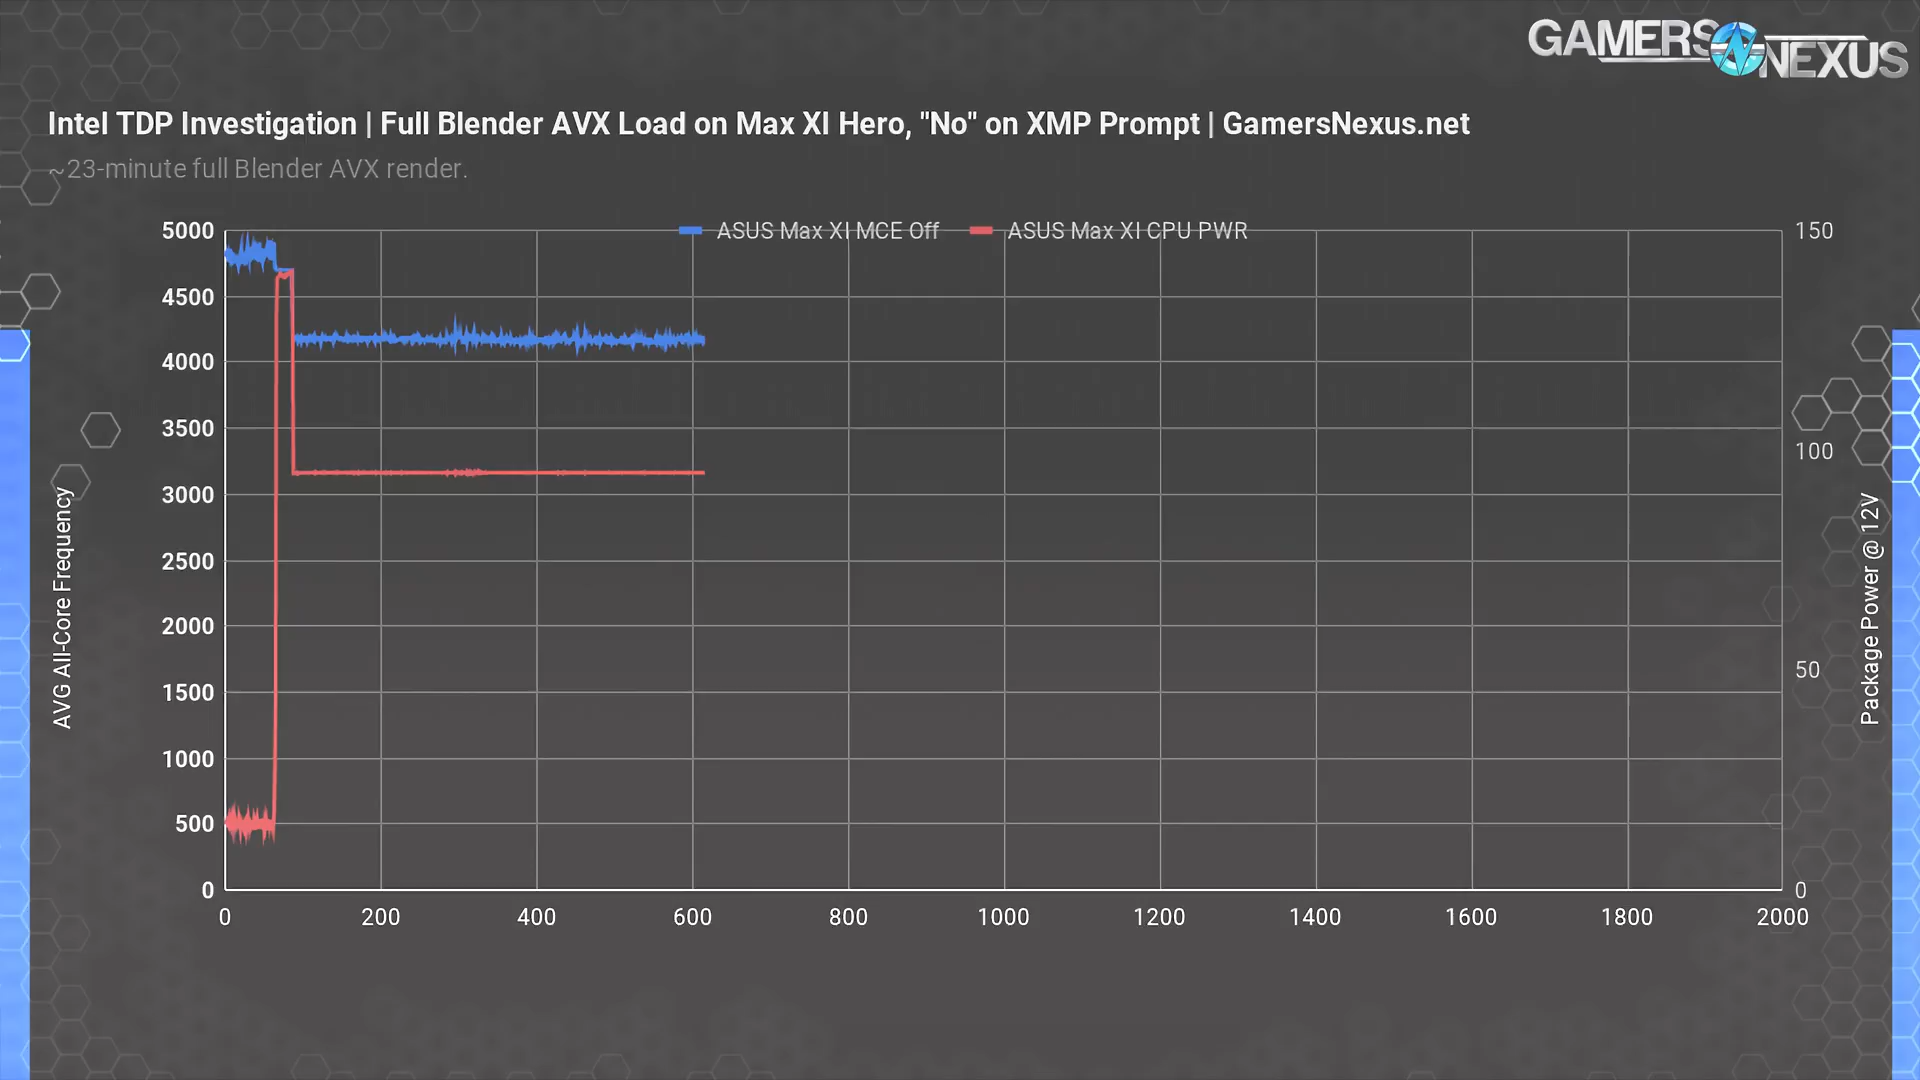 GAMERS NEXUS
Intel TDP Investigation | Full Blender AVX Load on Max XI Hero, "No" on XMP Prompt | GamersNexus.net
~23-minute full Blender AVX render.
ASUS Max XI MCE Off
ASUS Max XI CPU PWR
AVG All-Core Frequency
5000
4500
4000
3500
3000
2500
2000
1500
1000
500
0
150
100
50
0
Package Power @ 12V
0 200 400 600 800 1000 1200 1400 1600 1800 2000